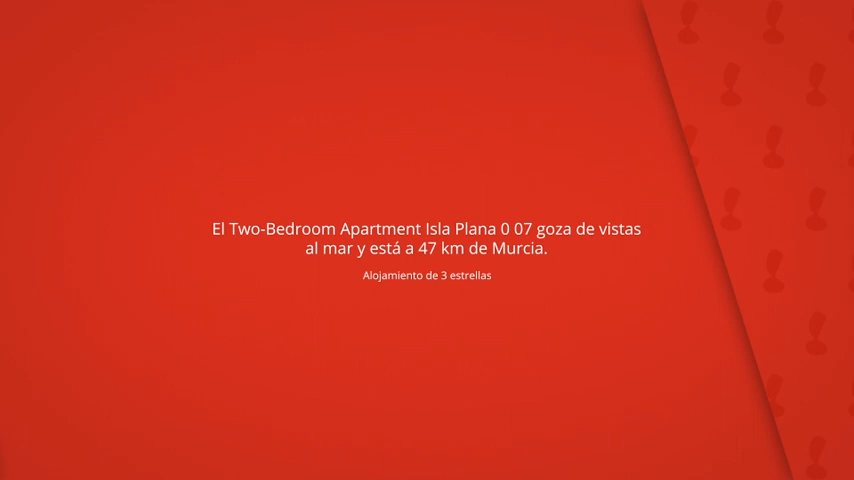 El Two-Bedroom Apartment Isla Plana 0 07 goza de vistas
al mar y está a 47 km de Murcia.
Alojamiento de 3 estrellas